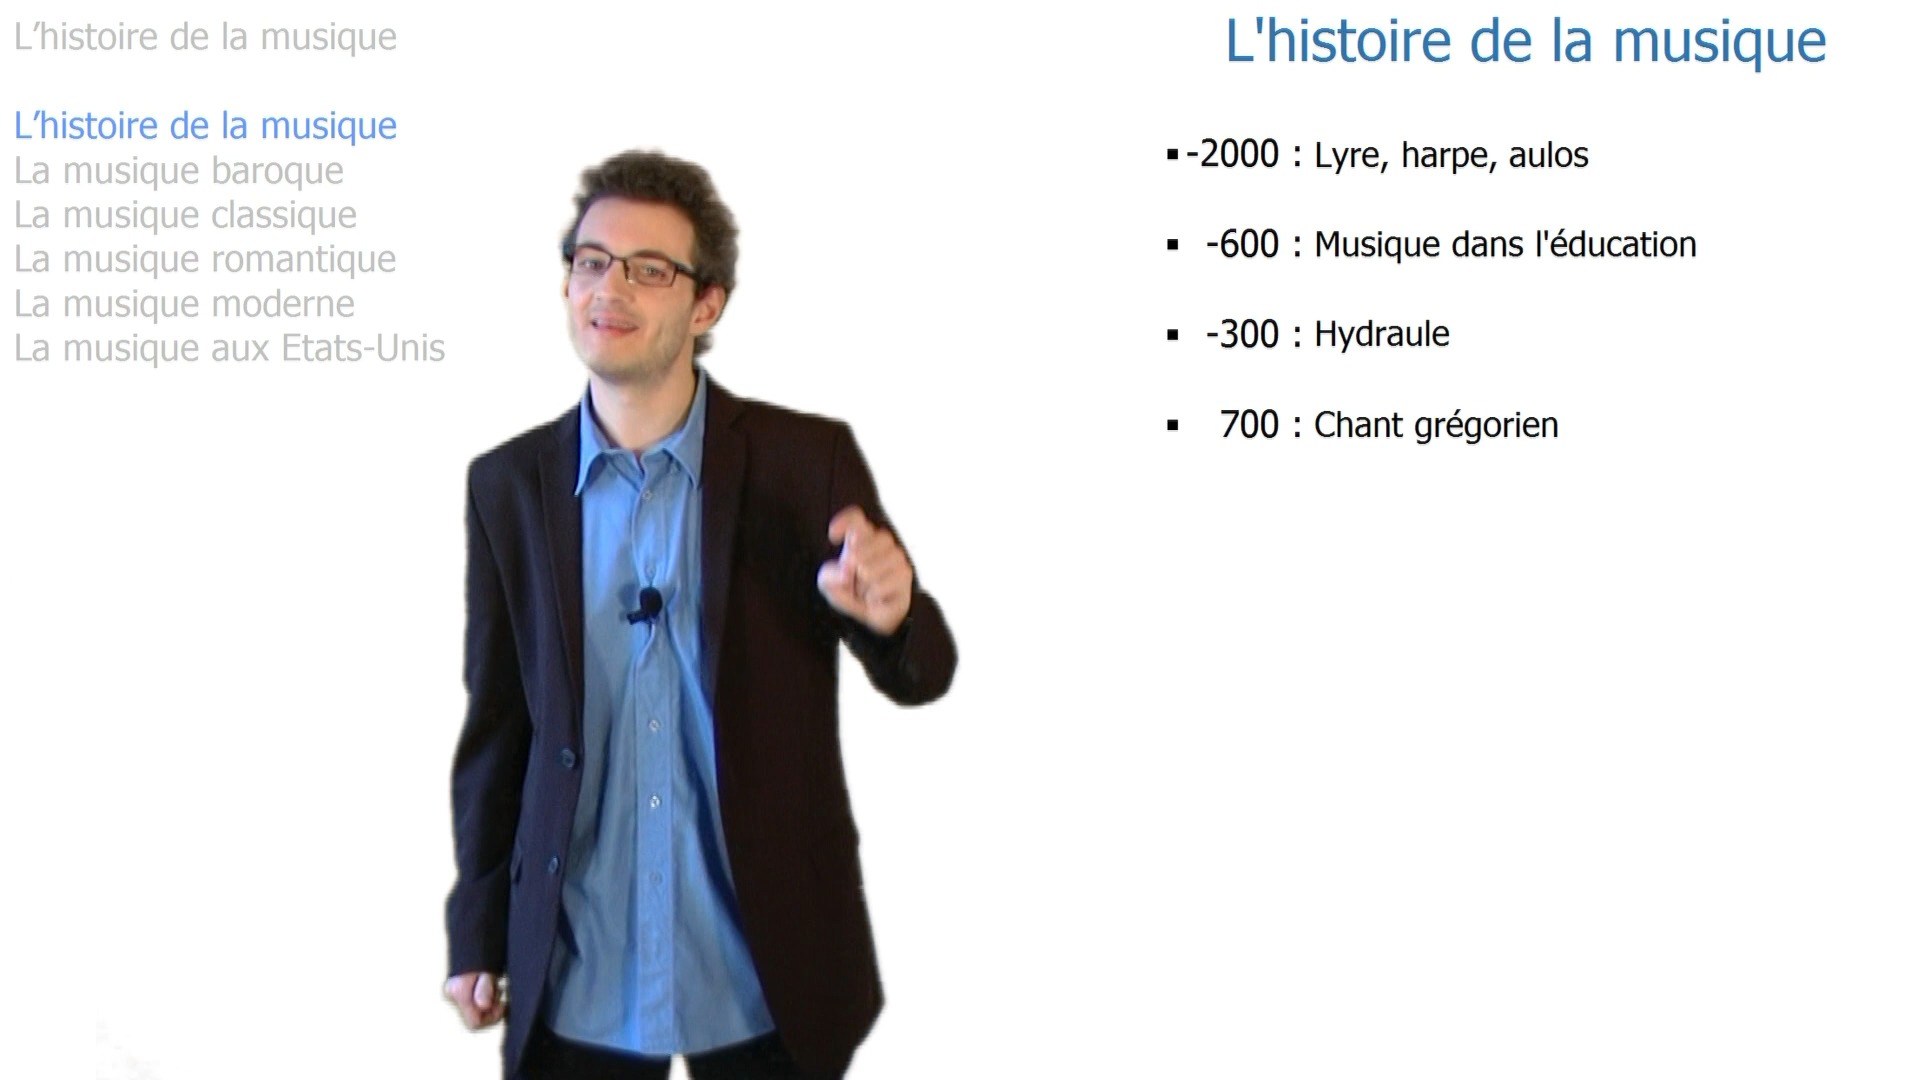 L’histoire de la musique
L’histoire de la musique
La musique baroque
La musique classique
La musique romantique
La musique moderne
La musique aux Etats-Unis
L'histoire de la musique
▪ -2000 : Lyre, harpe, aulos
▪ -600 : Musique dans l'éducation
▪ -300 : Hydraule
▪ 700 : Chant grégorien